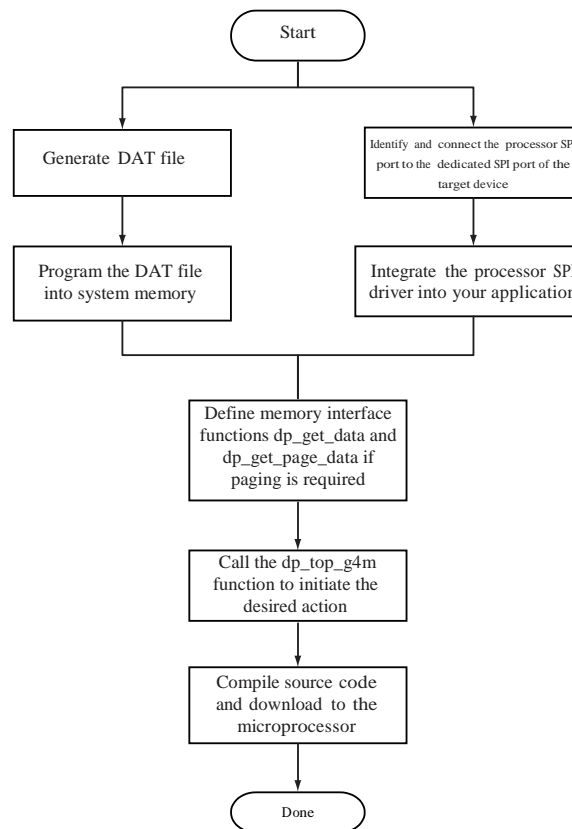 Start
Generate DAT file
Identify and connect the processor SP
port to the dedicated SPI port of the
target device
Program the DAT file
into system memory
Integrate the processor SPI
driver into your application
Define memory interface
functions dp_get_data and
dp_get_page_data if
paging is required
Call the dp_top_g4m
function to initiate the
desired action
Compile source code
and download to the
microprocessor
Done